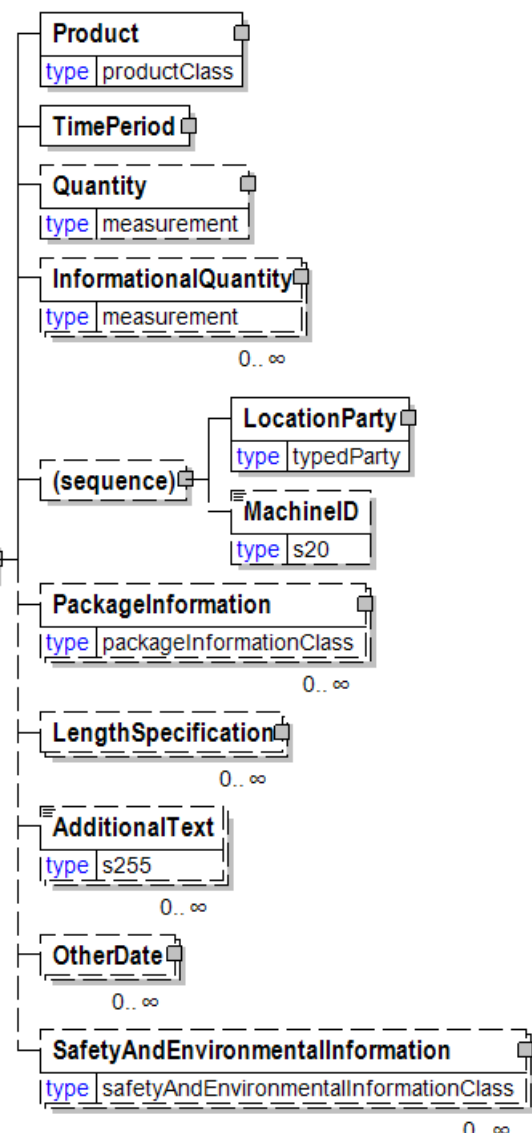 Product
type productClass
TimePeriod
Quantity
type measurement
InformationalQuantity
type measurement
0.. ∞
LocationParty
type typedParty
(sequence)
MachineID
type s20
PackageInformation
type packageInformationClass
0.. ∞
LengthSpecification
0.. ∞
AdditionalText
type s255
0.. ∞
OtherDate
0.. ∞
SafetyAndEnvironmentalInformation
type safetyAndEnvironmentalInformationClass
0.. ∞